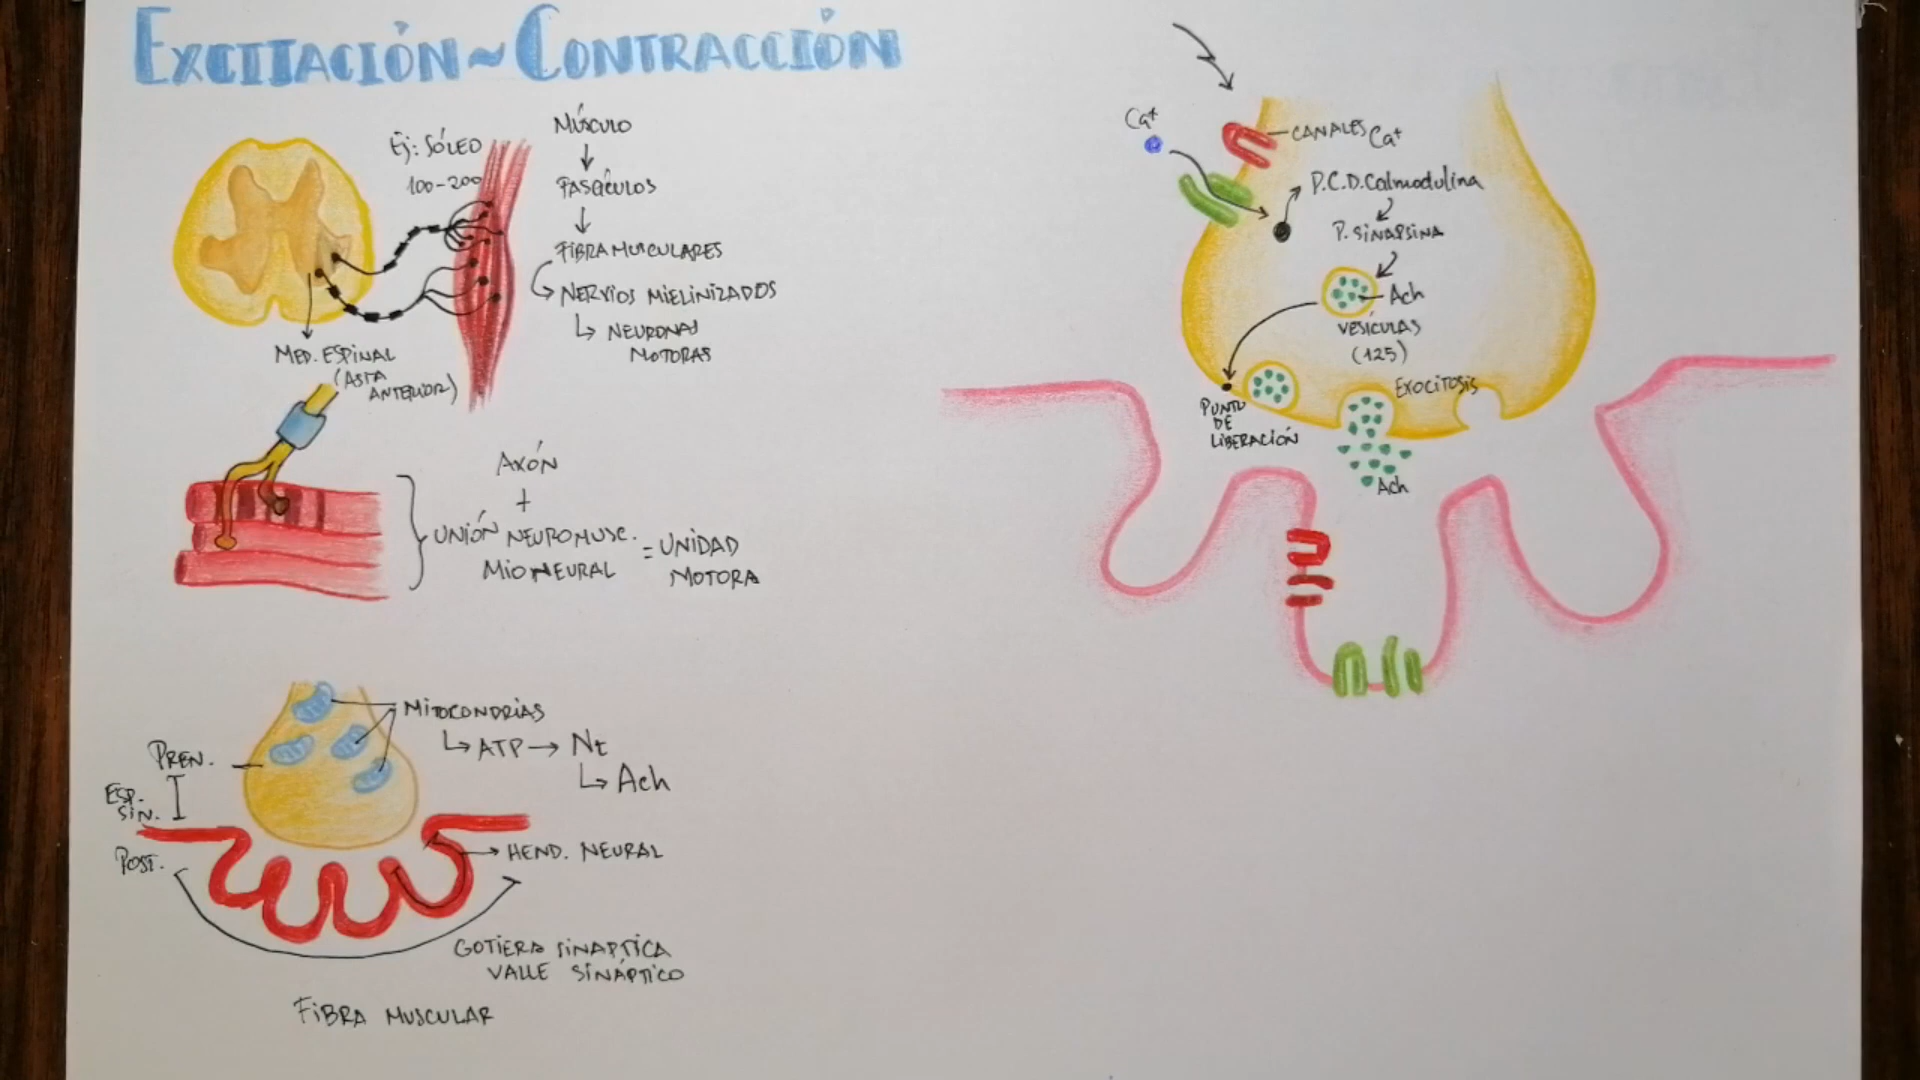 EXCITACIÓN~CONTRACCIÓN
Ej: SÓLEO
100-200
MÚSCULO
FASCÍCULOS
FIBRA MUSCULARES
NERVIOS MIELINIZADOS
NEURONAS
MOTORAS
MED. ESPINAL
(ASTA
ANTERIOR)
AXÓN
+
UNIÓN NEUROMUSC.
MIONEURAL
= UNIDAD
MOTORA
MITOCONDRIAS
ATP → Nt
Ach
PREN.
ESP.
SIN.
POST.
HEND. NEURAL
GOTIERA SINAPTICA
VALLE SINÁPTICO
FIBRA MUSCULAR
Ca+
CANALES Ca+
P.C.D. Calmodulina
P. SINAPSINA
Ach
VESÍCULAS
(125)
EXOCITOSIS
PUNTO
DE
LIBERACIÓN
Ach